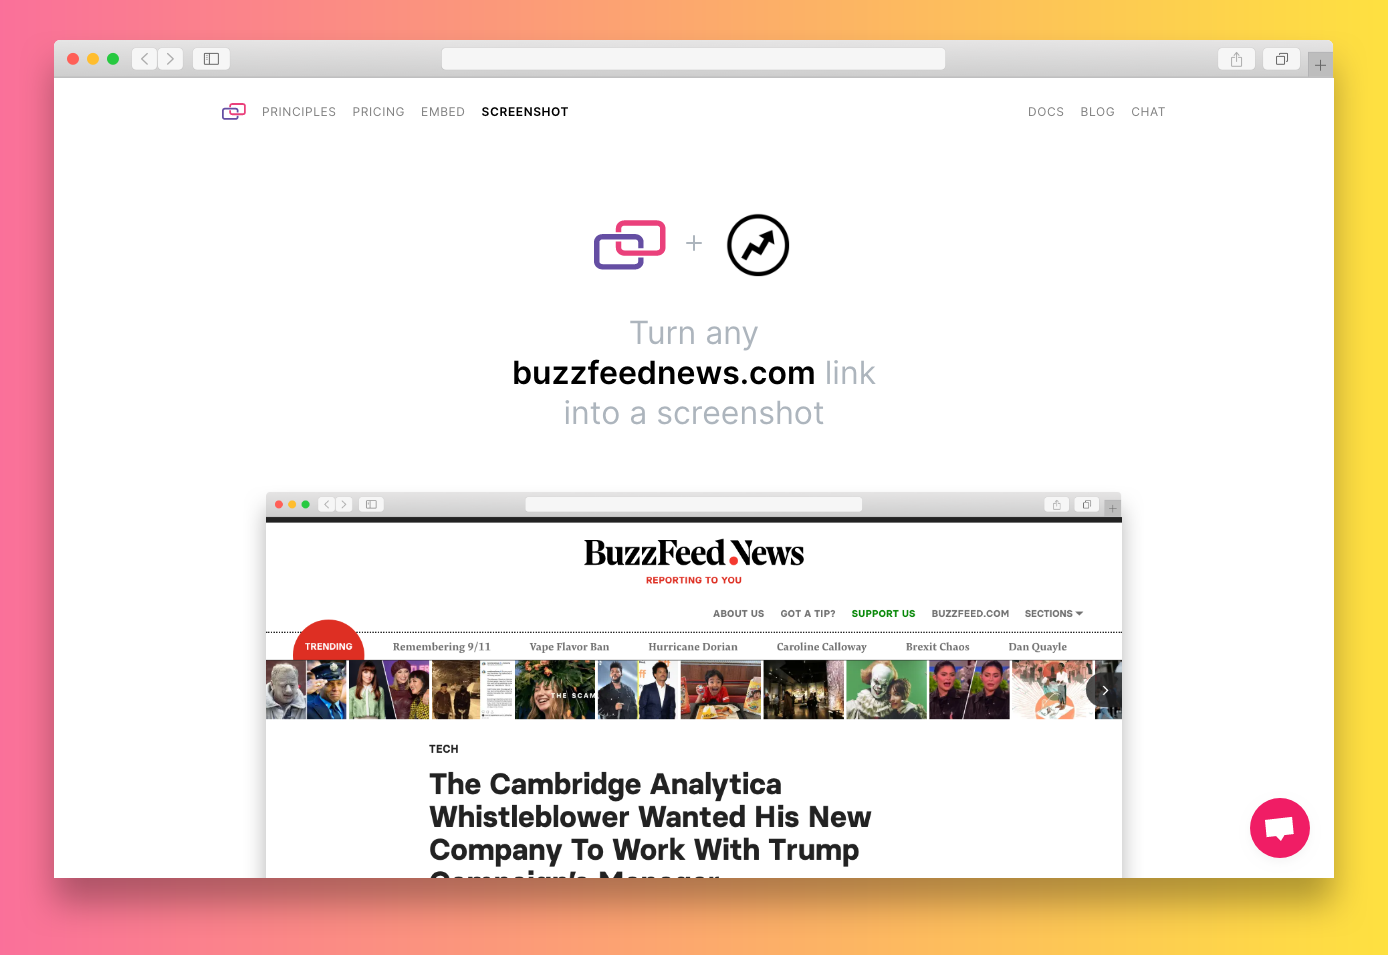 PRINCIPLES PRICING EMBED SCREENSHOT DOCS BLOG CHAT
+
Turn any
buzzfeednews.com link
into a screenshot
BuzzFeed News
REPORTING TO YOU
ABOUT US GOT A TIP? SUPPORT US BUZZFEED.COM SECTIONS
TRENDING Remembering 9/11 Vape Flavor Ban Hurricane Dorian Caroline Calloway Brexit Chaos Dan Quayle
THE SCAM
TECH
The Cambridge Analytica
Whistleblower Wanted His New
Company To Work With Trump
Campaign's Manager